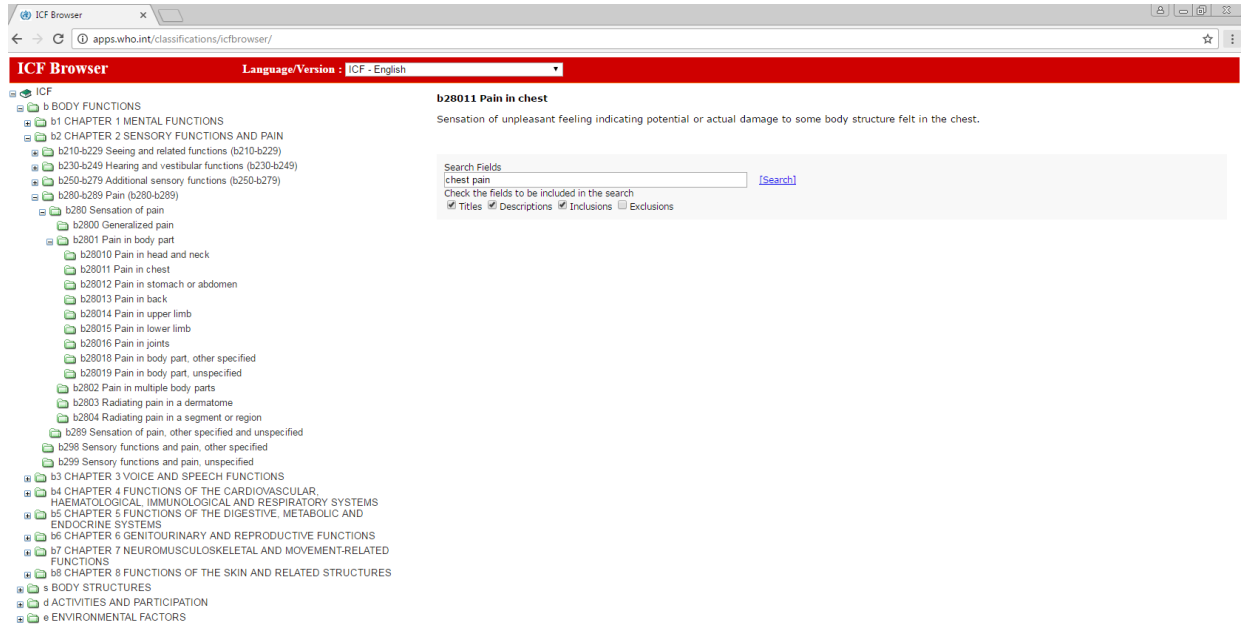 ICF Browser
apps.who.int/classifications/icfbrowser/
ICF Browser Language/Version : ICF - English
ICF
b BODY FUNCTIONS
b1 CHAPTER 1 MENTAL FUNCTIONS
b2 CHAPTER 2 SENSORY FUNCTIONS AND PAIN
b210-b229 Seeing and related functions (b210-b229)
b230-b249 Hearing and vestibular functions (b230-b249)
b250-b279 Additional sensory functions (b250-b279)
b280-b289 Pain (b280-b289)
b280 Sensation of pain
b2800 Generalized pain
b2801 Pain in body part
b28010 Pain in head and neck
b28011 Pain in chest
b28012 Pain in stomach or abdomen
b28013 Pain in back
b28014 Pain in upper limb
b28015 Pain in lower limb
b28016 Pain in joints
b28018 Pain in body part, other specified
b28019 Pain in body part, unspecified
b2802 Pain in multiple body parts
b2803 Radiating pain in a dermatome
b2804 Radiating pain in a segment or region
b289 Sensation of pain, other specified and unspecified
b298 Sensory functions and pain, other specified
b299 Sensory functions and pain, unspecified
b3 CHAPTER 3 VOICE AND SPEECH FUNCTIONS
b4 CHAPTER 4 FUNCTIONS OF THE CARDIOVASCULAR,
HAEMATOLOGICAL, IMMUNOLOGICAL AND RESPIRATORY SYSTEMS
b5 CHAPTER 5 FUNCTIONS OF THE DIGESTIVE, METABOLIC AND
ENDOCRINE SYSTEMS
b6 CHAPTER 6 GENITOURINARY AND REPRODUCTIVE FUNCTIONS
b7 CHAPTER 7 NEUROMUSCULOSKELETAL AND MOVEMENT-RELATED
FUNCTIONS
b8 CHAPTER 8 FUNCTIONS OF THE SKIN AND RELATED STRUCTURES
s BODY STRUCTURES
d ACTIVITIES AND PARTICIPATION
e ENVIRONMENTAL FACTORS
b28011 Pain in chest
Sensation of unpleasant feeling indicating potential or actual damage to some body structure felt in the chest.
Search Fields
chest pain [Search]
Check the fields to be included in the search
Titles Descriptions Inclusions Exclusions